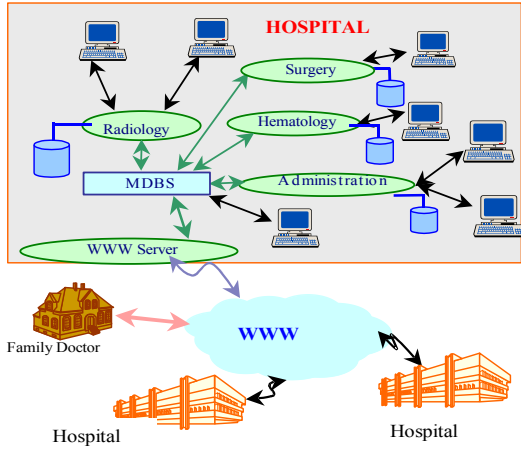 HOSPITAL
Surgery
Radiology
Hematology
MDBS
Administration
WWW Server
WWW
Family Doctor
Hospital
Hospital